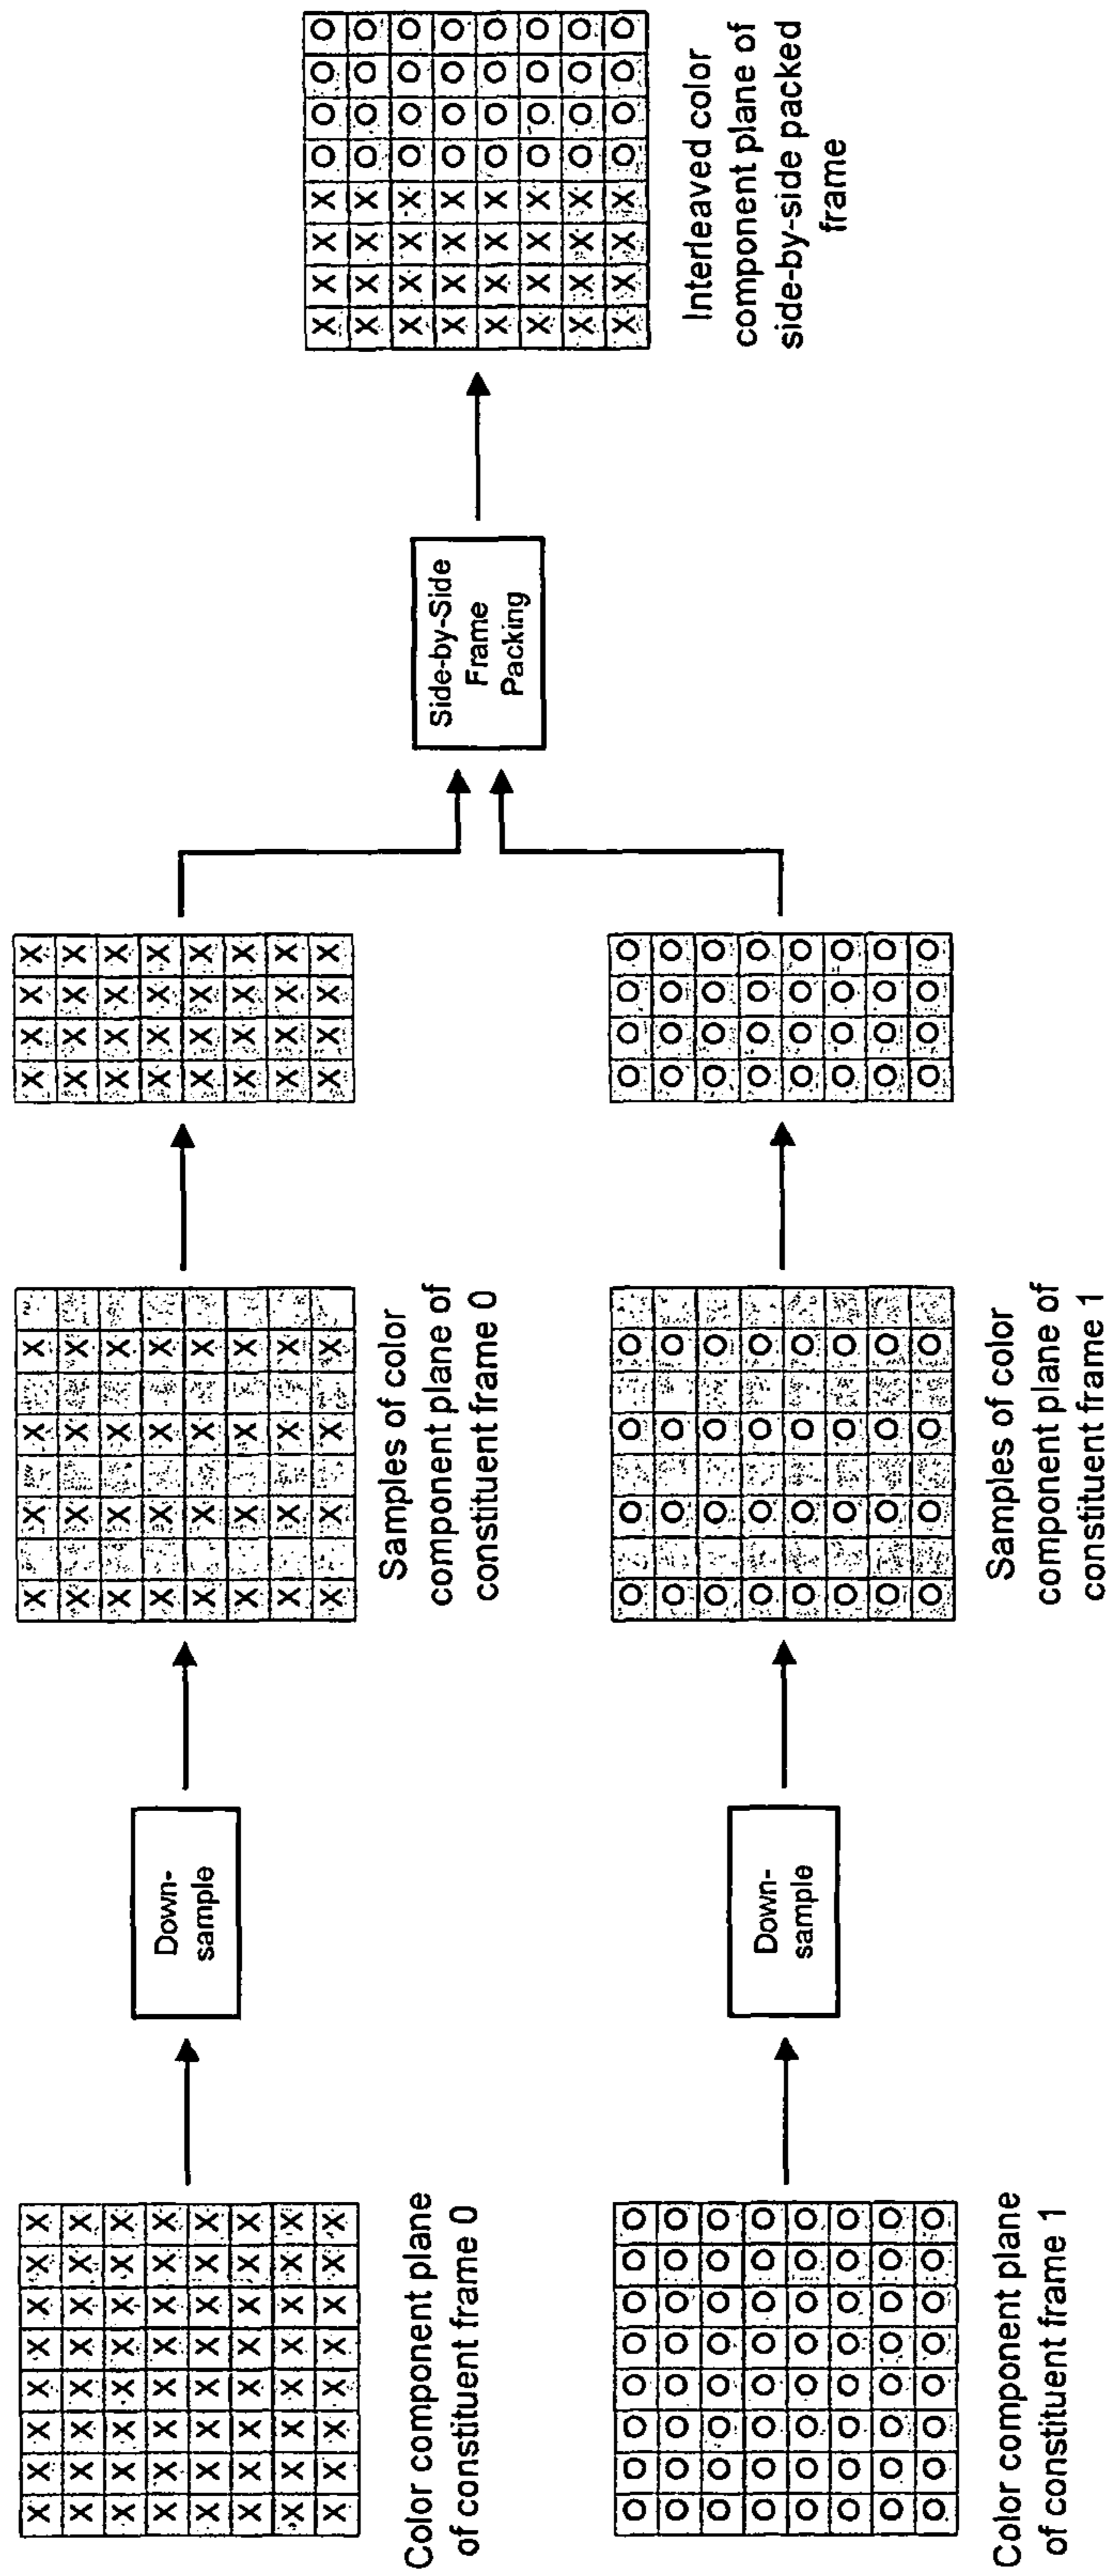 Color component plane
of constituent frame 0
Down-
sample
Samples of color
component plane of
constituent frame 0
Side-by-Side
Frame
Packing
Interleaved color
component plane of
side-by-side packed
frame
Color component plane
of constituent frame 1
Down-
sample
Samples of color
component plane of
constituent frame 1